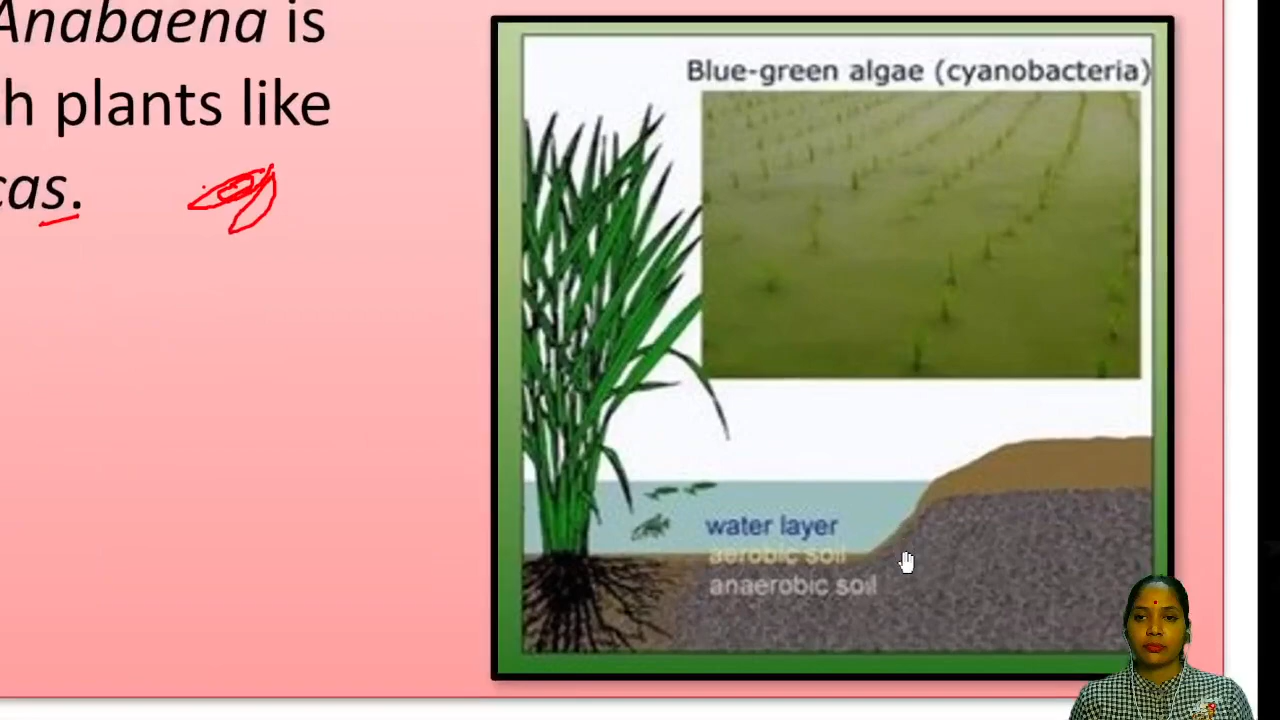 Anabaena is
h plants like
cas.
Blue-green algae (cyanobacteria)
water layer
aerobic soil
anaerobic soil